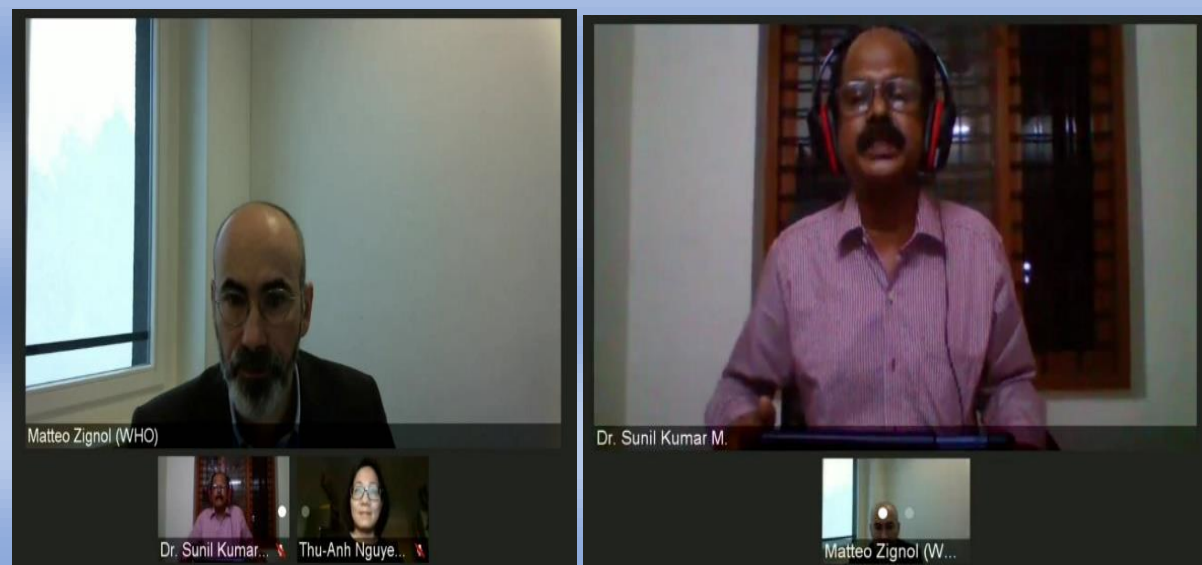 Matteo Zignol (WHO)
Dr. Sunil Kumar... Thu-Anh Nguye...
Dr. Sunil Kumar M.
Matteo Zignol (W...